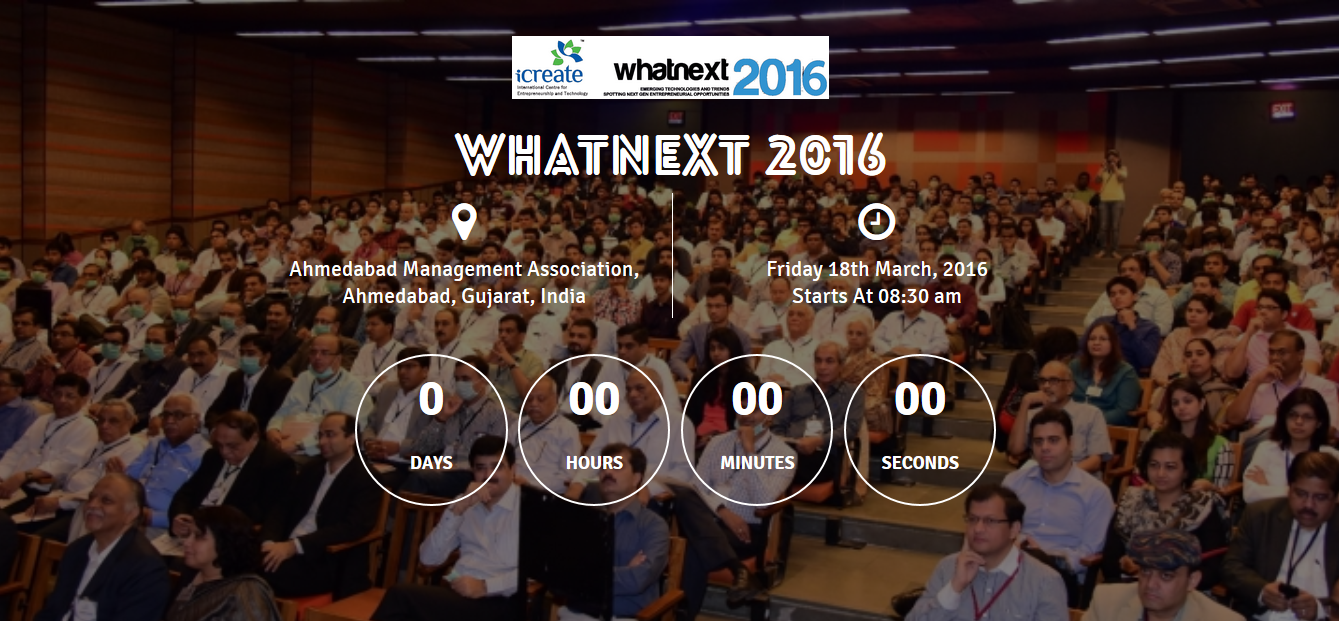 icreate
International Centre for
Entrepreneurship and Technology
whatnext 2016
EMERGING TECHNOLOGIES AND TRENDS
SPOTTING NEXT GEN ENTREPRENEURIAL OPPORTUNITIES
WHATNEXT 2016
Ahmedabad Management Association,
Ahmedabad, Gujarat, India
Friday 18th March, 2016
Starts At 08:30 am
0
DAYS
00
HOURS
00
MINUTES
00
SECONDS
EXIT